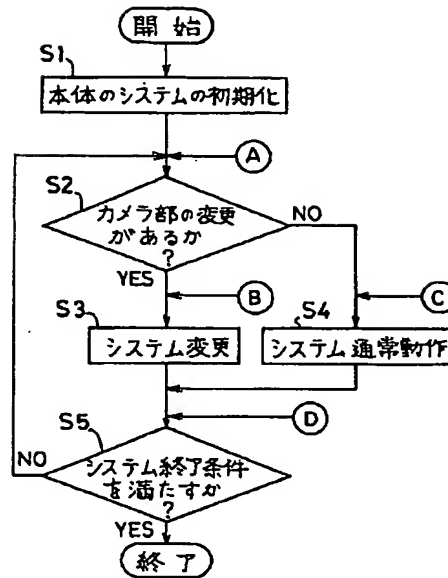 開始
S1
本体のシステムの初期化
A
S2
カメラ部の変更
があるか
?
NO
YES
B
C
S3
システム変更
S4
システム通常動作
D
S5
システム終了条件
を満たすか
?
NO
YES
終了